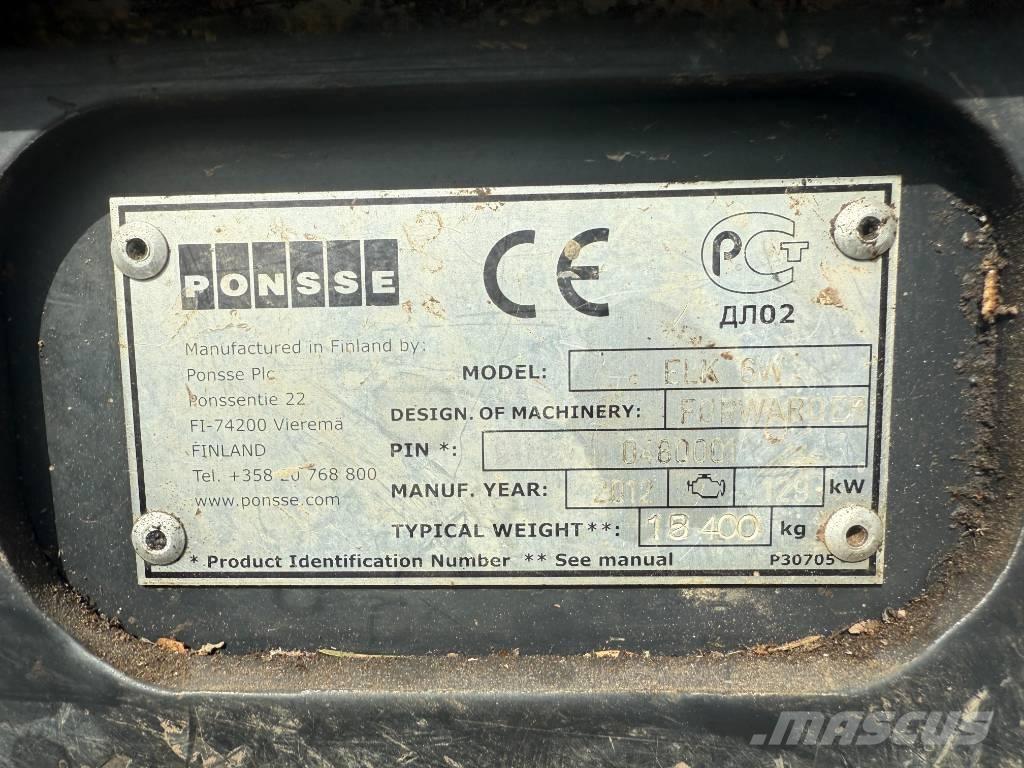 PONSSE
CE
PCT
ДЛ02
Manufactured in Finland by:
Ponsse Plc
Ponssentie 22
FI-74200 Vieremä
FINLAND
Tel. +358 20 768 800
www.ponsse.com
MODEL: ELK 6W
DESIGN. OF MACHINERY: FORWARDER
PIN *: 0480001
MANUF. YEAR: 2012 129 kW
TYPICAL WEIGHT**: 400 kg
* Product Identification Number ** See manual P30705
MASCUS